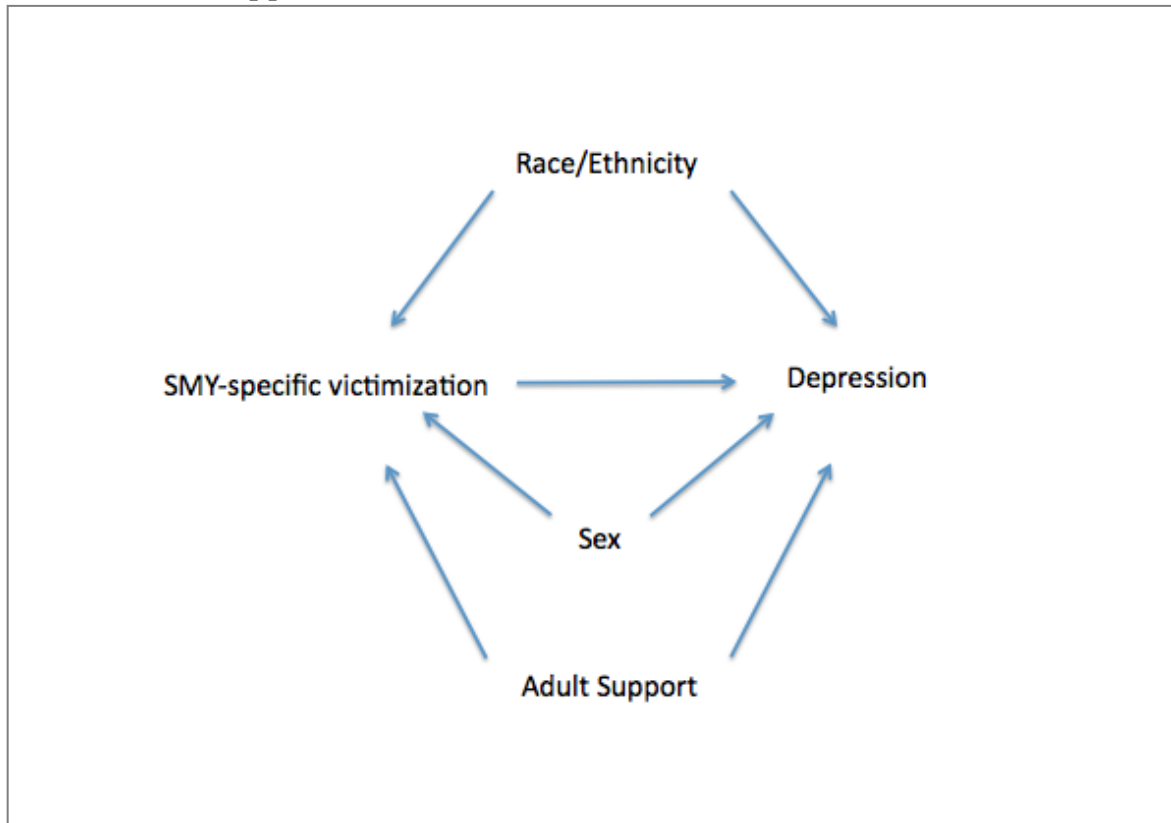 Race/Ethnicity
SMY-specific victimization
Depression
Sex
Adult Support